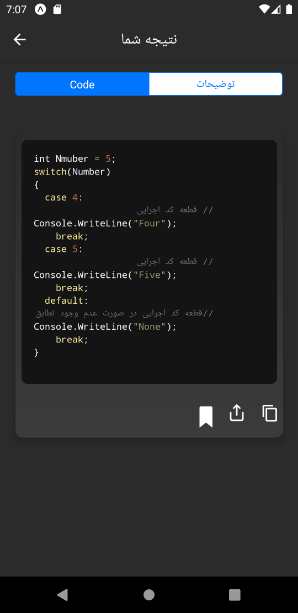 7:07
نتیجه شما
Code
توضیحات
int Nmuber = 5;
switch(Number)
{
case 4:
// قطعه کد اجرایی
Console.WriteLine("Four");
break;
case 5:
// قطعه کد اجرایی
Console.WriteLine("Five");
break;
default:
//قطعه کد اجرایی در صورت عدم وجود تطابق
Console.WriteLine("None");
break;
}